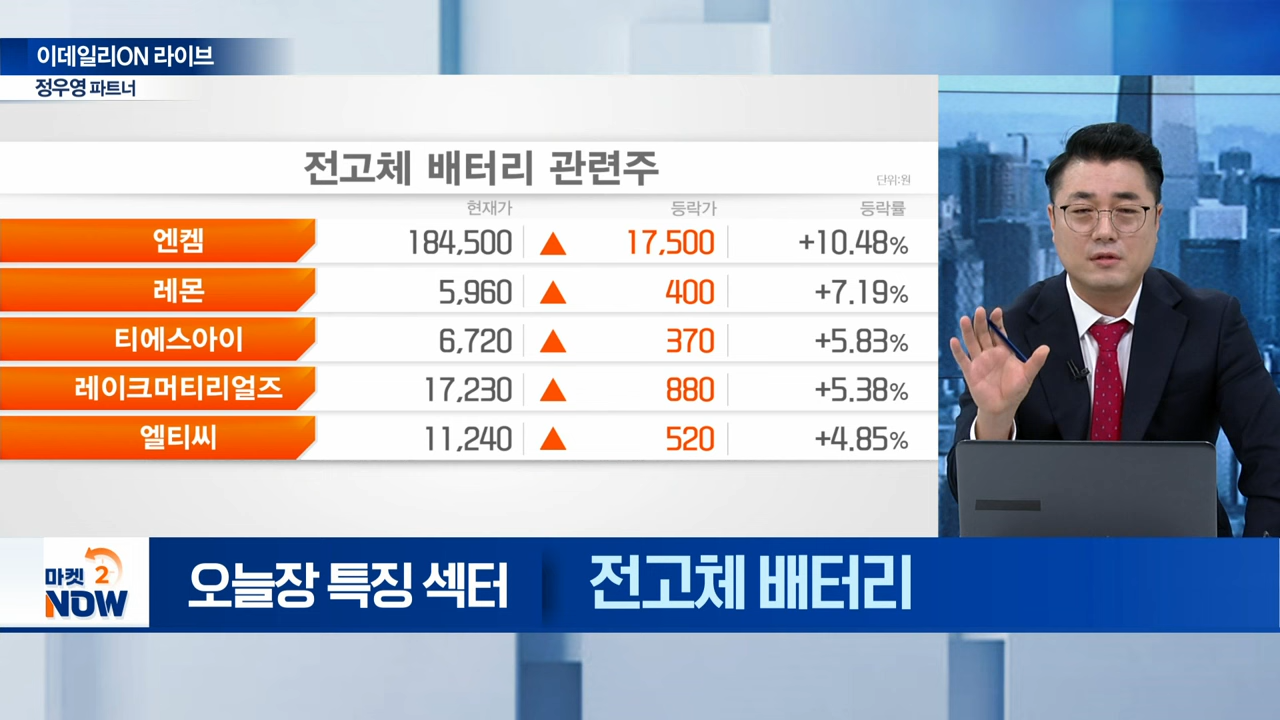 이데일리ON 라이브
정우영 파트너
전고체 배터리 관련주
단위:원
현재가 등락가 등락률
엔켐 184,500 ▲ 17,500 +10.48%
레몬 5,960 ▲ 400 +7.19%
티에스아이 6,720 ▲ 370 +5.83%
레이크머티리얼즈 17,230 ▲ 880 +5.38%
엘티씨 11,240 ▲ 520 +4.85%
마켓 2
NOW
오늘장 특징 섹터 전고체 배터리